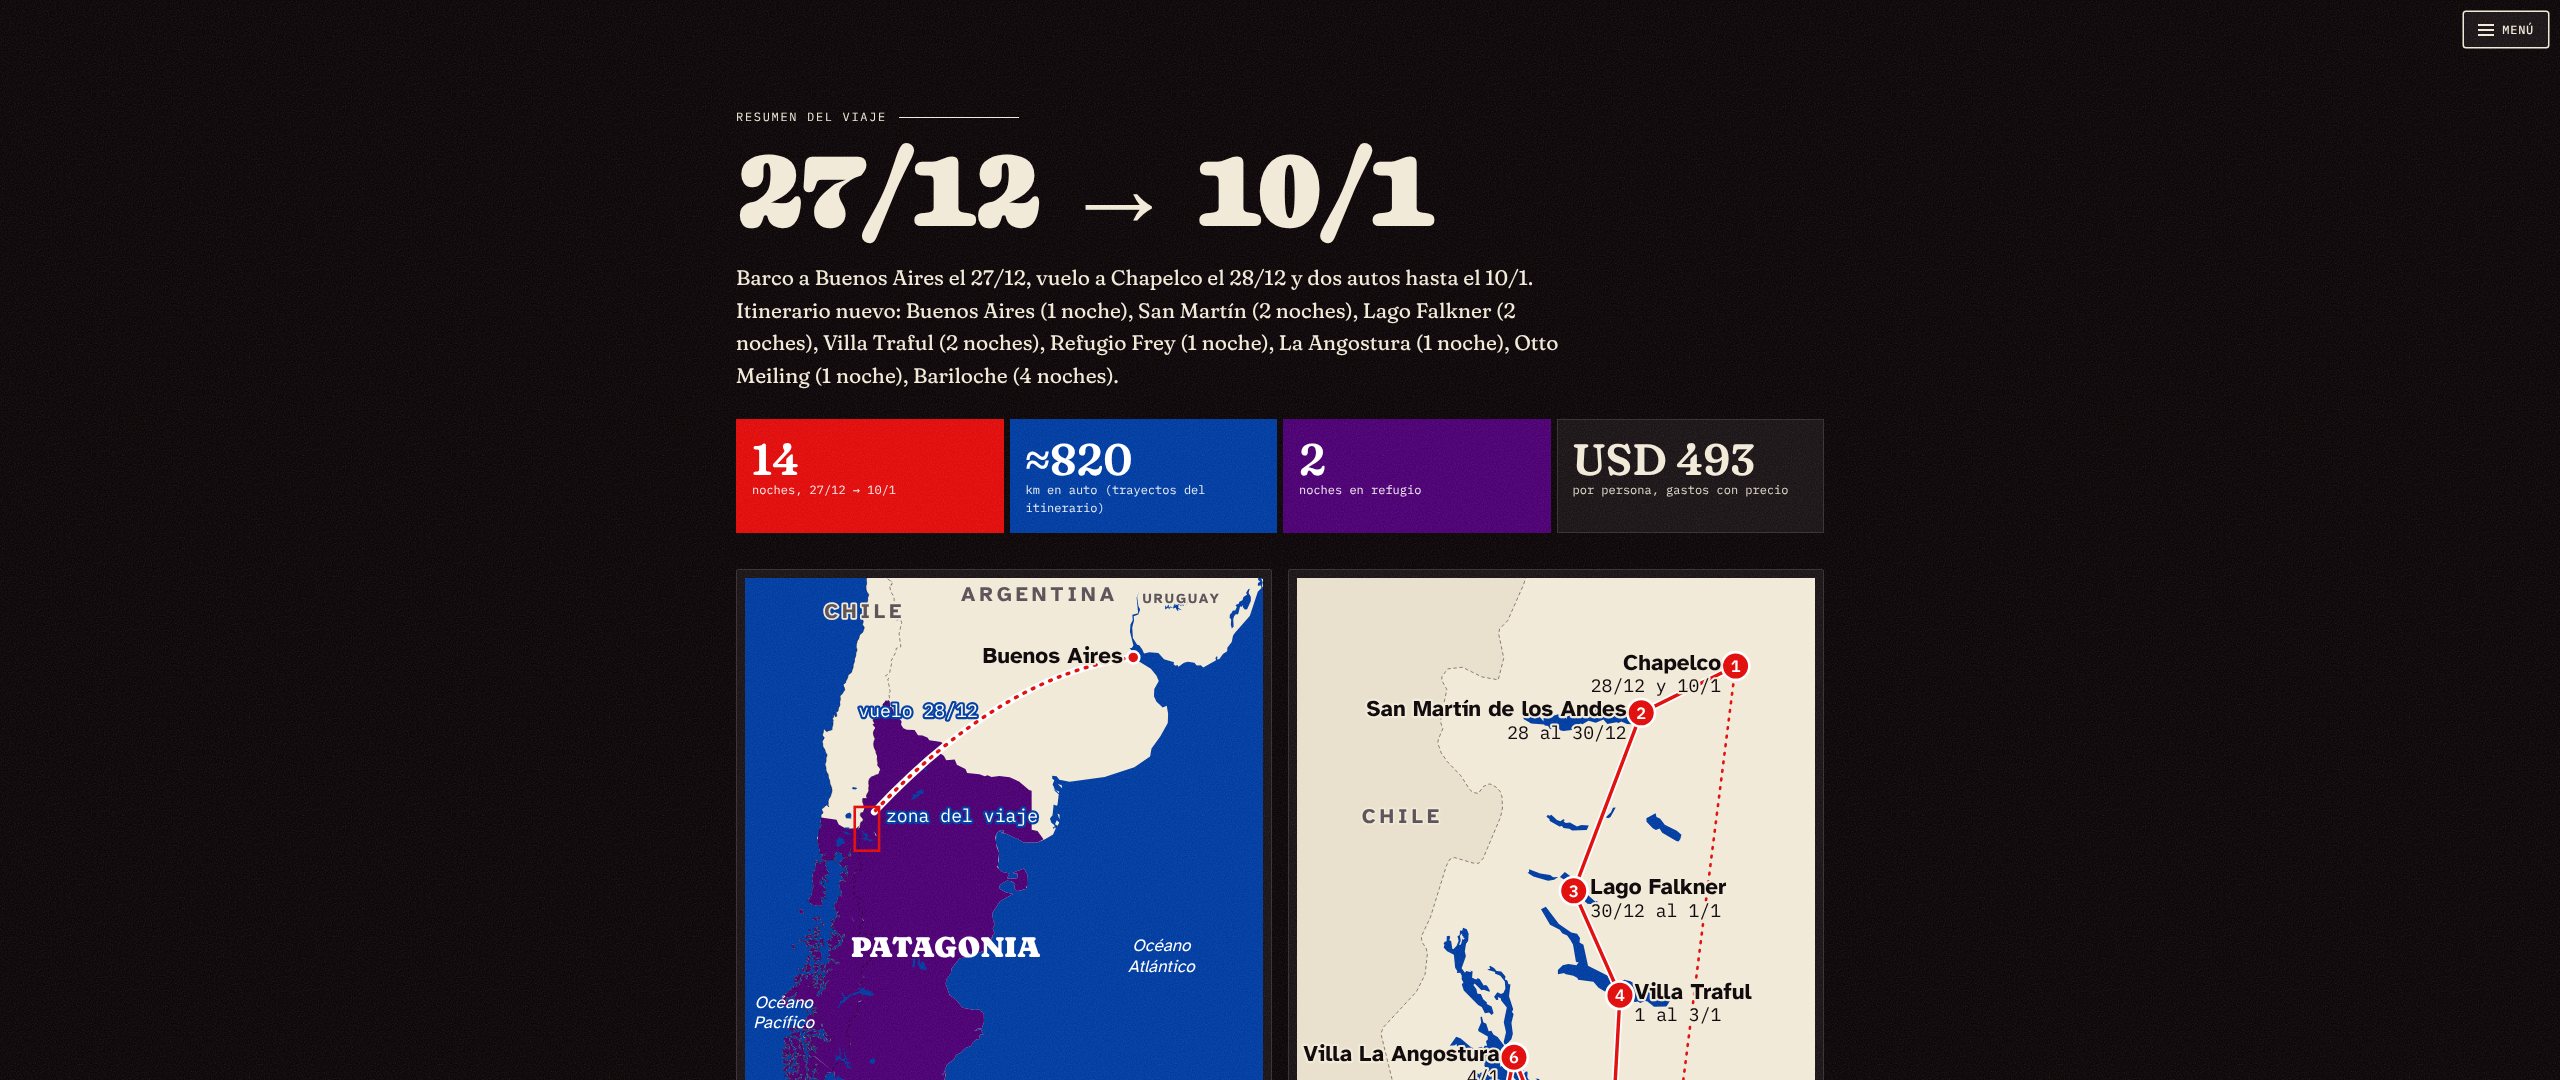 MENÚ
RESUMEN DEL VIAJE
27/12 → 10/1
Barco a Buenos Aires el 27/12, vuelo a Chapelco el 28/12 y dos autos hasta el 10/1.
Itinerario nuevo: Buenos Aires (1 noche), San Martín (2 noches), Lago Falkner (2
noches), Villa Traful (2 noches), Refugio Frey (1 noche), La Angostura (1 noche), Otto
Meiling (1 noche), Bariloche (4 noches).
14
noches, 27/12 → 10/1
≈820
km en auto (trayectos del
itinerario)
2
noches en refugio
USD 493
por persona, gastos con precio
CHILE
ARGENTINA
URUGUAY
Buenos Aires
vuelo 28/12
zona del viaje
PATAGONIA
Océano
Atlántico
Océano
Pacífico
Chapelco 1
28/12 y 10/1
San Martín de los Andes 2
28 al 30/12
CHILE
3 Lago Falkner
30/12 al 1/1
4 Villa Traful
1 al 3/1
Villa La Angostura 6
4/1